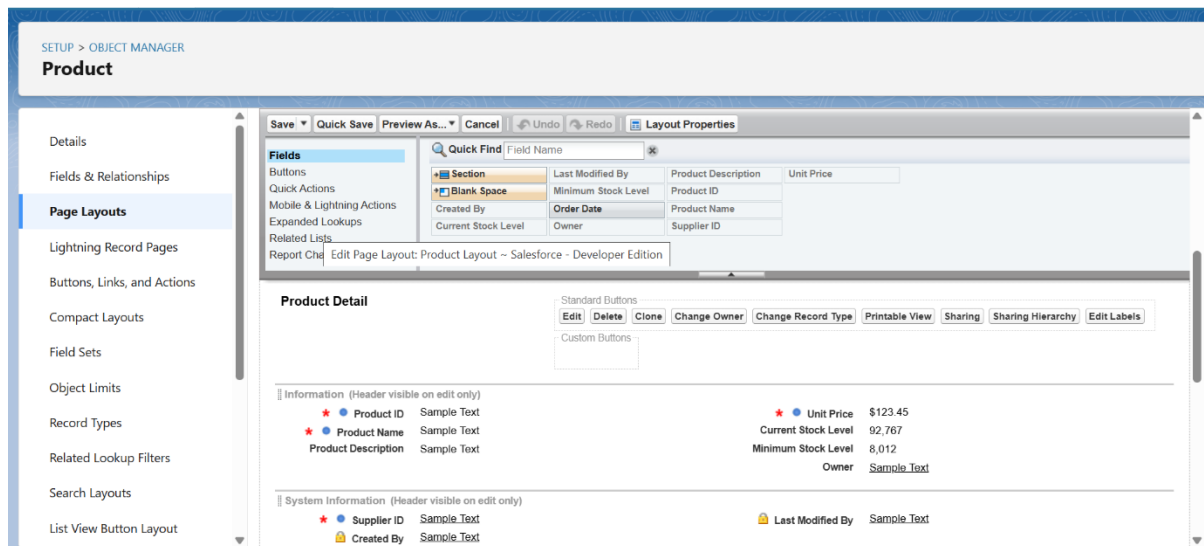 SETUP > OBJECT MANAGER
Product
Details
Fields & Relationships
Page Layouts
Lightning Record Pages
Buttons, Links, and Actions
Compact Layouts
Field Sets
Object Limits
Record Types
Related Lookup Filters
Search Layouts
List View Button Layout
Save Quick Save Preview As... Cancel Undo Redo Layout Properties
Fields
Buttons
Quick Actions
Mobile & Lightning Actions
Expanded Lookups
Related Lists
Report Cha
Quick Find Field Name
Section Last Modified By Product Description Unit Price
Blank Space Minimum Stock Level Product ID
Created By Order Date Product Name
Current Stock Level Owner Supplier ID
Edit Page Layout: Product Layout ~ Salesforce - Developer Edition
Product Detail
Standard Buttons
Edit Delete Clone Change Owner Change Record Type Printable View Sharing Sharing Hierarchy Edit Labels
Custom Buttons
Information (Header visible on edit only)
* Product ID Sample Text * Unit Price $123.45
* Product Name Sample Text Current Stock Level 92,767
Product Description Sample Text Minimum Stock Level 8,012
Owner Sample Text
System Information (Header visible on edit only)
* Supplier ID Sample Text Last Modified By Sample Text
Created By Sample Text